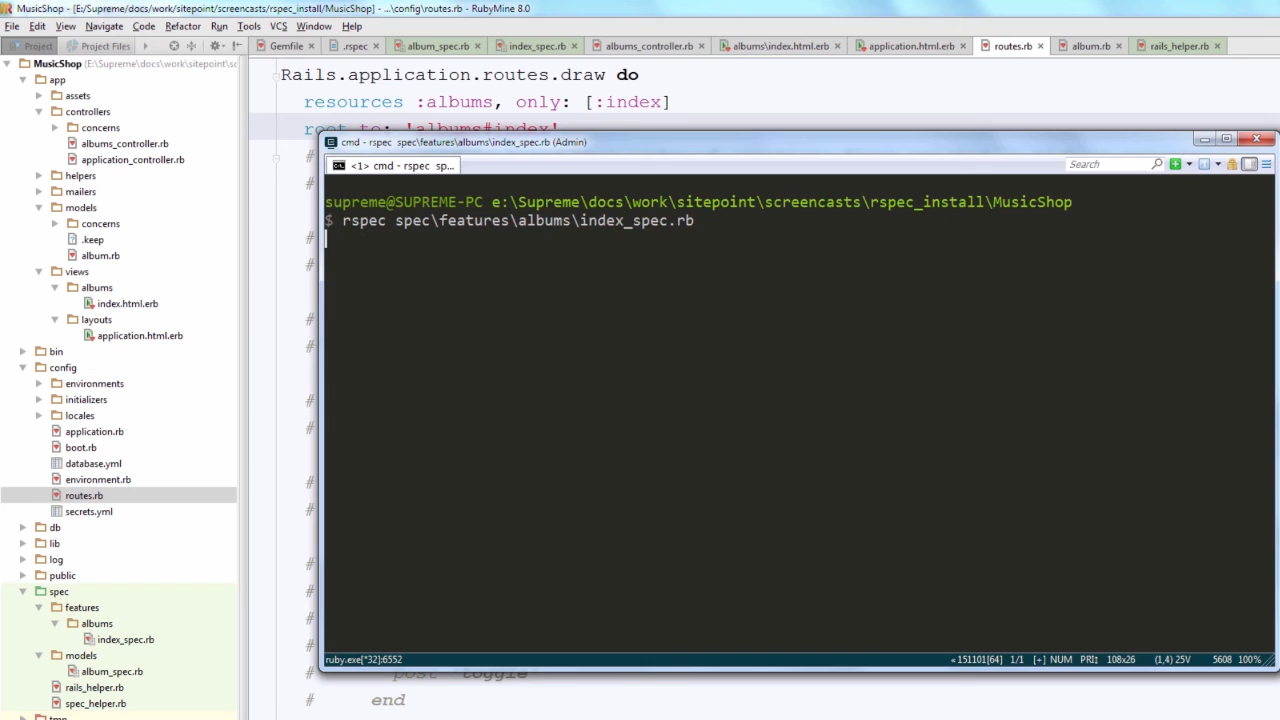 MusicShop - [E:/Supreme/docs/work/sitepoint/screencasts/rspec_install/MusicShop] - ...\config\routes.rb - RubyMine 8.0
File Edit View Navigate Code Refactor Run Tools VCS Window Help
Project Project Files
Gemfile .rspec album_spec.rb index_spec.rb albums_controller.rb albums\index.html.erb application.html.erb routes.rb album.rb rails_helper.rb
MusicShop (E:/Supreme/docs/work/sitepoint/sc
app
assets
controllers
concerns
albums_controller.rb
application_controller.rb
helpers
mailers
models
concerns
.keep
album.rb
views
albums
index.html.erb
layouts
application.html.erb
bin
config
environments
initializers
locales
application.rb
boot.rb
database.yml
environment.rb
routes.rb
secrets.yml
db
lib
log
public
spec
features
albums
index_spec.rb
models
album_spec.rb
rails_helper.rb
spec_helper.rb
tmp
Rails.application.routes.draw do
resources :albums, only: [:index]
root to: 'albums#index'
#
#
#
#
#
#
#
#
#
#
#
#
#
#
# post 'toggle'
# end
cmd - rspec spec\features\albums\index_spec.rb (Admin)
<1> cmd - rspec sp...
Search
supreme@SUPREME-PC e:\Supreme\docs\work\sitepoint\screencasts\rspec_install\MusicShop
$ rspec spec\features\albums\index_spec.rb
ruby.exe[*32]:6552
«151101[64] 1/1 [+] NUM PRI↕ 108x26 (1,4) 25V 5608 100%